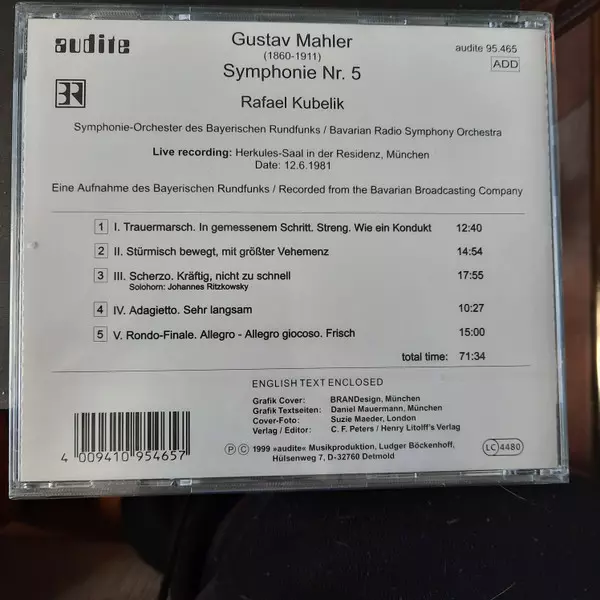 audite
Gustav Mahler
(1860-1911)
Symphonie Nr. 5
audite 95.465
ADD
BR
Rafael Kubelik
Symphonie-Orchester des Bayerischen Rundfunks / Bavarian Radio Symphony Orchestra
Live recording: Herkules-Saal in der Residenz, München
Date: 12.6.1981
Eine Aufnahme des Bayerischen Rundfunks / Recorded from the Bavarian Broadcasting Company
1 I. Trauermarsch. In gemessenem Schritt. Streng. Wie ein Kondukt 12:40
2 II. Stürmisch bewegt, mit größter Vehemenz 14:54
3 III. Scherzo. Kräftig, nicht zu schnell 17:55
Solohorn: Johannes Ritzkowsky
4 IV. Adagietto. Sehr langsam 10:27
5 V. Rondo-Finale. Allegro - Allegro giocoso. Frisch 15:00
total time: 71:34
ENGLISH TEXT ENCLOSED
Grafik Cover: BRANDesign, München
Grafik Textseiten: Daniel Mauermann, München
Cover-Foto: Suzie Maeder, London
Verlag / Editor: C. F. Peters / Henry Litolff's Verlag
4 009410 954657
Ⓟ Ⓒ 1999 »audite« Musikproduktion, Ludger Böckenhoff,
Hülsenweg 7, D-32760 Detmold
LC 4480